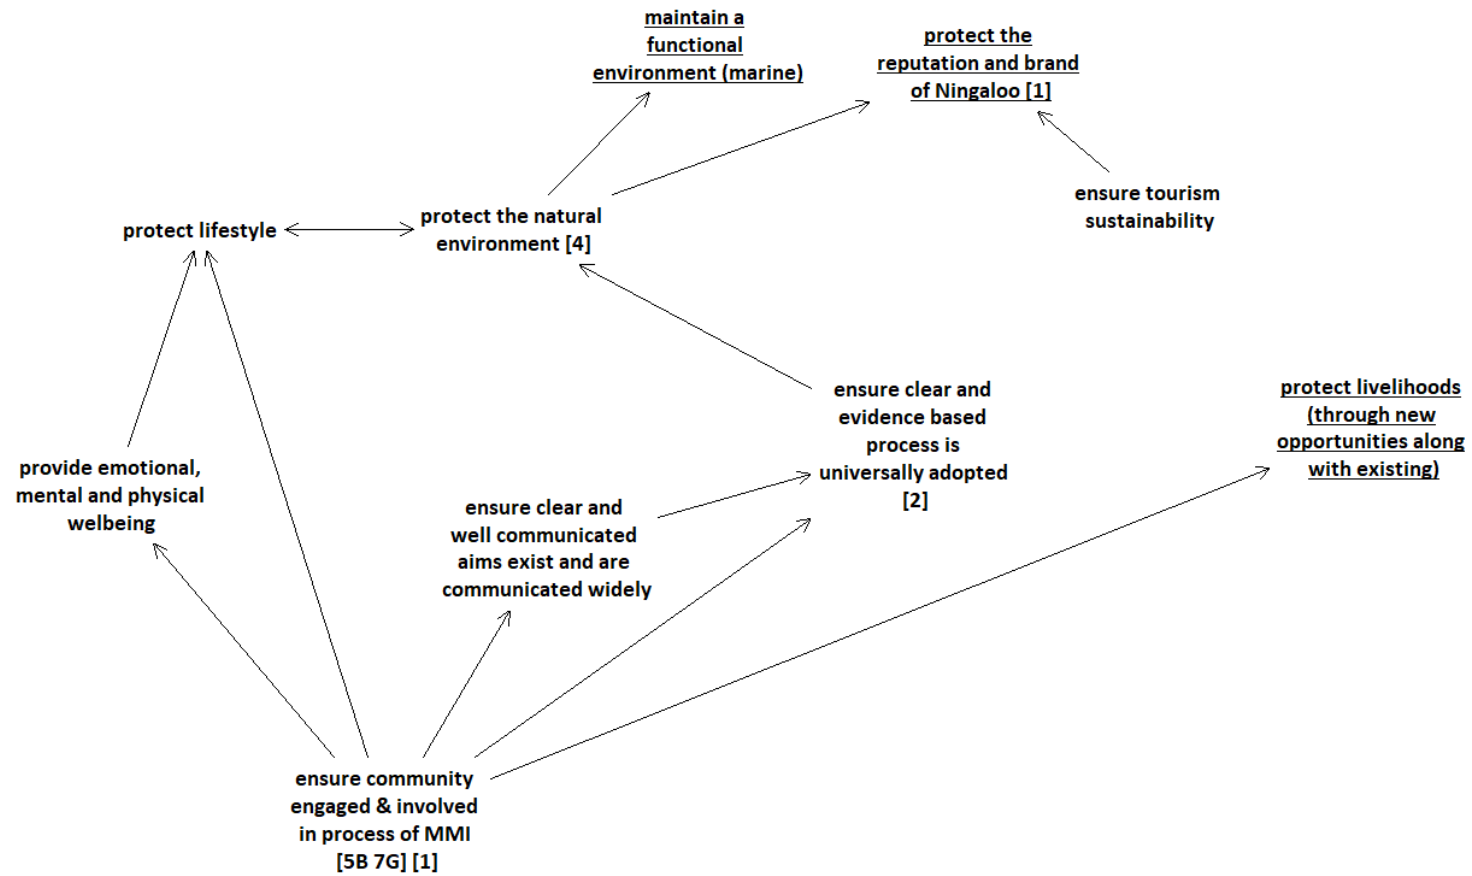 maintain a
functional
environment (marine)
protect the
reputation and brand
of Ningaloo [1]
ensure tourism
sustainability
protect lifestyle
protect the natural
environment [4]
ensure clear and
evidence based
process is
universally adopted
[2]
protect livelihoods
(through new
opportunities along
with existing)
provide emotional,
mental and physical
welbeing
ensure clear and
well communicated
aims exist and are
communicated widely
ensure community
engaged & involved
in process of MMI
[5B 7G] [1]